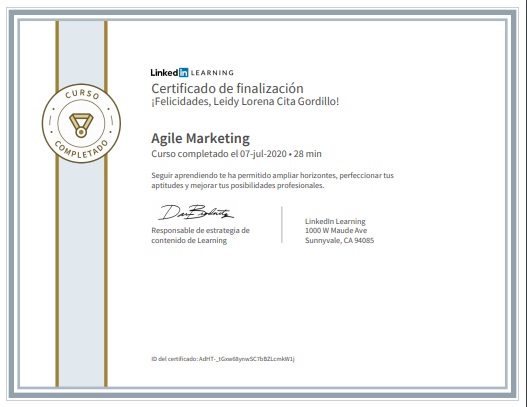 CURSO
COMPLETADO
Linkedin LEARNING
Certificado de finalización
¡Felicidades, Leidy Lorena Cita Gordillo!
Agile Marketing
Curso completado el 07-jul-2020 • 28 min
Seguir aprendiendo te ha permitido ampliar horizontes, perfeccionar tus
aptitudes y mejorar tus posibilidades profesionales.
Responsable de estrategia de
contenido de Learning
LinkedIn Learning
1000 W Maude Ave
Sunnyvale, CA 94085
ID del certificado: AdHT-_tGxw68ynwSC7bBZLcmkW1j